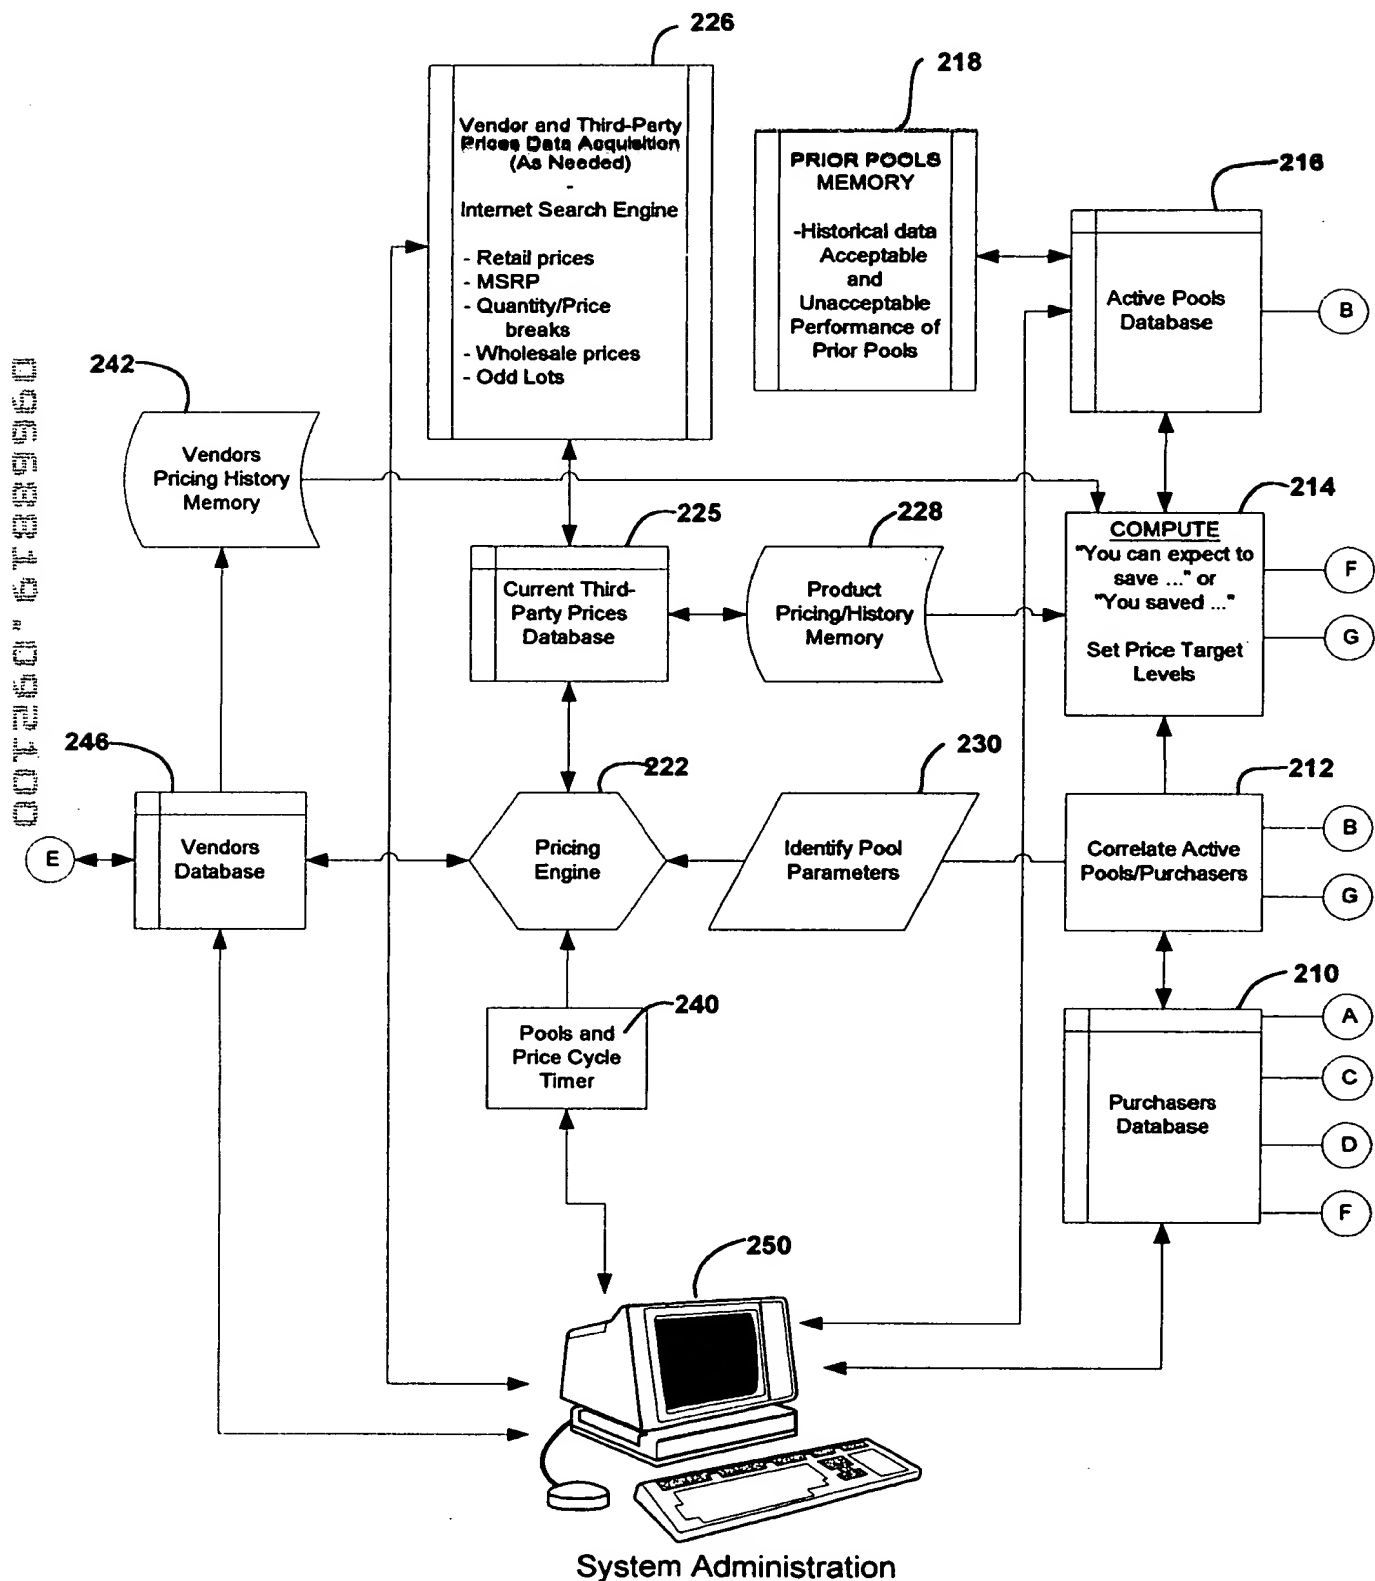 226
Vendor and Third-Party
Prices Data Acquisition
(As Needed)
-
Internet Search Engine
- Retail prices
- MSRP
- Quantity/Price
breaks
- Wholesale prices
- Odd Lots
218
PRIOR POOLS
MEMORY
-Historical data
Acceptable
and
Unacceptable
Performance of
Prior Pools
216
Active Pools
Database
B
09668819.092100
242
Vendors
Pricing History
Memory
225
Current Third-
Party Prices
Database
228
Product
Pricing/History
Memory
214
COMPUTE
"You can expect to
save ..." or
"You saved ..."
Set Price Target
Levels
F
G
246
E
Vendors
Database
222
Pricing
Engine
230
Identify Pool
Parameters
212
Correlate Active
Pools/Purchasers
B
G
240
Pools and
Price Cycle
Timer
210
Purchasers
Database
A
C
D
F
250
System Administration